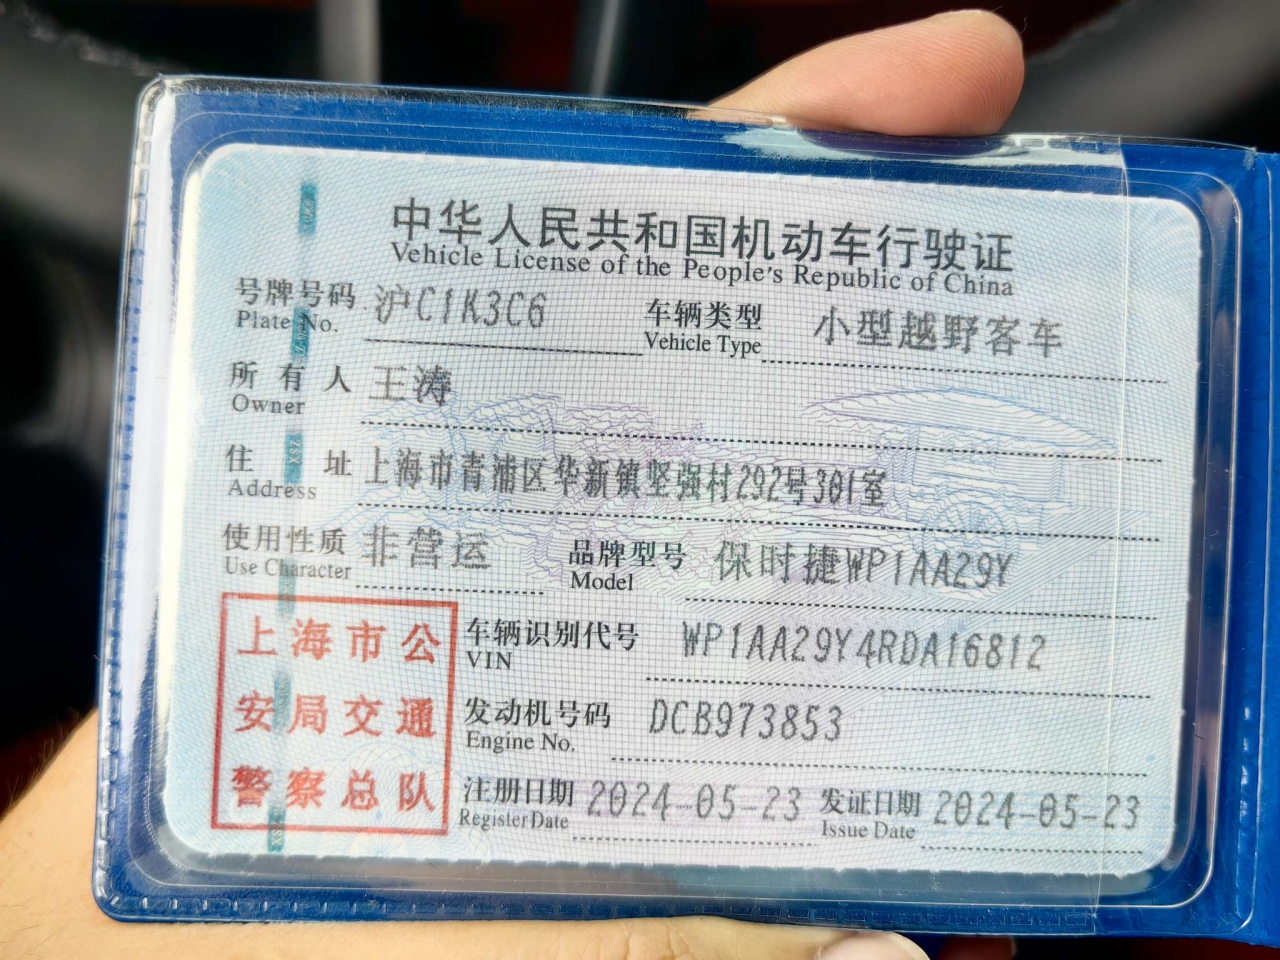 中华人民共和国机动车行驶证
Vehicle License of the People's Republic of China
号牌号码 沪C1K3C6 车辆类型 小型越野客车
Plate No. Vehicle Type
所有人 王涛
Owner
住址 上海市青浦区华新镇坚强村292号301室
Address
使用性质 非营运 品牌型号 保时捷WP1AA29Y
Use Character Model
上海市公
安局交通
警察总队
车辆识别代号 WP1AA29Y4RDA16812
VIN
发动机号码 DCB973853
Engine No.
注册日期 2024-05-23 发证日期 2024-05-23
Register Date Issue Date